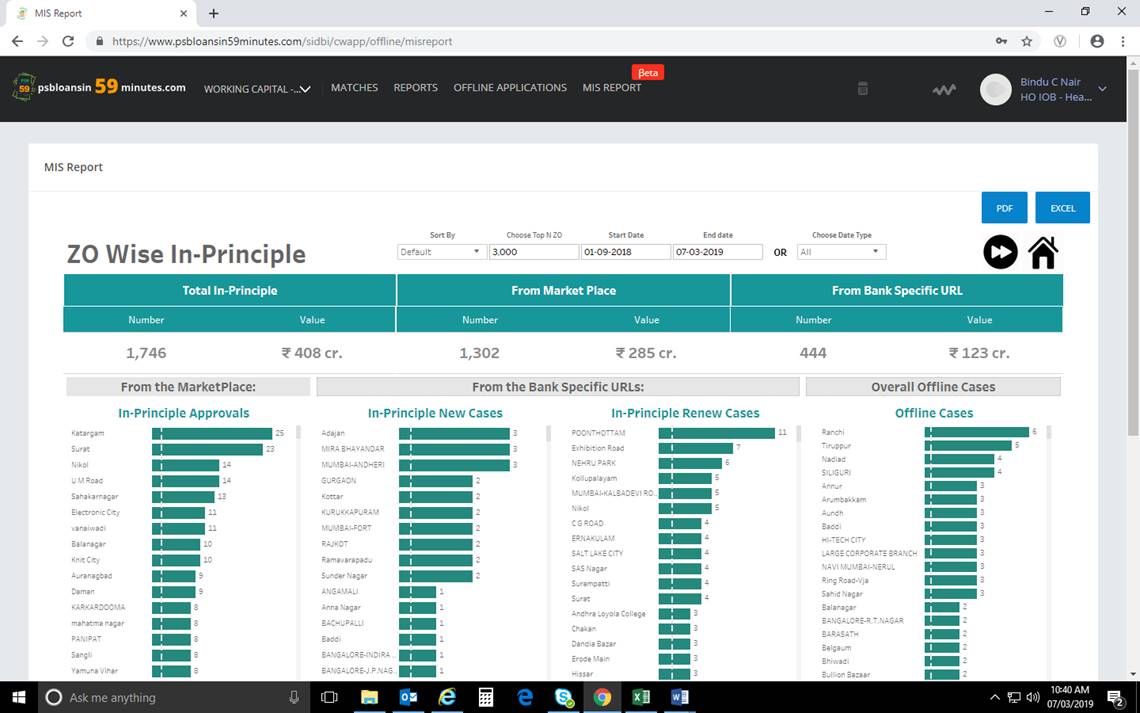 MIS Report
https://www.psbloansin59minutes.com/sidbi/cwapp/offline/misreport
PSB 59 psbloansin 59 minutes.com
WORKING CAPITAL -...
MATCHES
REPORTS
OFFLINE APPLICATIONS
MIS REPORT
Beta
Bindu C Nair
HO IOB - Hea...
MIS Report
PDF
EXCEL
ZO Wise In-Principle
Sort By
Choose Top N ZO
Start Date
End date
Choose Date Type
Default
3,000
01-09-2018
07-03-2019
OR
All
Total In-Principle
From Market Place
From Bank Specific URL
Number
Value
Number
Value
Number
Value
1,746
₹ 408 cr.
1,302
₹ 285 cr.
444
₹ 123 cr.
From the MarketPlace:
From the Bank Specific URLs:
Overall Offline Cases
In-Principle Approvals
Katargam 25
Surat 23
Nikol 14
U M Road 14
Sahakarnagar 13
Electronic City 11
vanaiwadi 11
Balanagar 10
Knit City 10
Auranagbad 9
Daman 9
KARKARDOOMA 8
mahatma nagar 8
PANIPAT 8
Sangli 8
Yamuna Vihar 8
In-Principle New Cases
Adajan 3
MIRA BHAYANDAR 3
MUMBAI-ANDHERI 3
GURGAON 2
Kottar 2
KURUKKAPURAM 2
MUMBAI-FORT 2
RAJKOT 2
Ramavarapadu 2
Sunder Nagar 2
ANGAMALI 1
Anna Nagar 1
BACHUPALLI 1
Baddi 1
BANGALORE-INDIRA .. 1
BANGALORE-J.P.NAG.. 1
In-Principle Renew Cases
POONTHOTTAM 11
Exhibition Road 7
NEHRU PARK 6
Kollupalayam 5
MUMBAI-KALBADEVI RO.. 5
Nikol 5
C G ROAD 4
ERNAKULAM 4
SALT LAKE CITY 4
SAS Nagar 4
Surampatti 4
Surat 4
Andhra Loyola College 3
Chakan 3
Dandia Bazar 3
Erode Main 3
Hissar 3
Offline Cases
Ranchi 6
Tiruppur 5
Nadiad 4
SILIGURI 4
Annur 3
Arumbakkam 3
Aundh 3
Baddi 3
HI-TECH CITY 3
LARGE CORPORATE BRANCH 3
NAVI MUMBAI-NERUL 3
Ring Road-Vja 3
Sahid Nagar 3
Balanagar 2
BANGALORE-R.T.NAGAR 2
BARASATH 2
Belgaum 2
Bhiwadi 2
Bullion Bazaar 2
Ask me anything
10:40 AM
07/03/2019
2